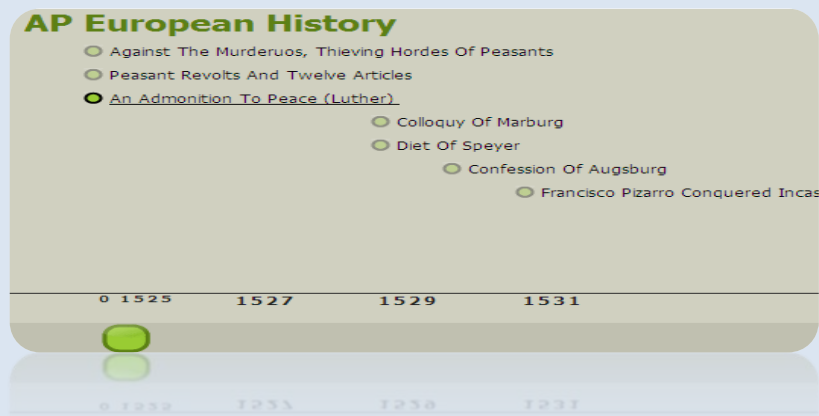 AP European History
Against The Murderuos, Thieving Hordes Of Peasants
Peasant Revolts And Twelve Articles
An Admonition To Peace (Luther)
Colloquy Of Marburg
Diet Of Speyer
Confession Of Augsburg
Francisco Pizarro Conquered Incas
0 1525 1527 1529 1531